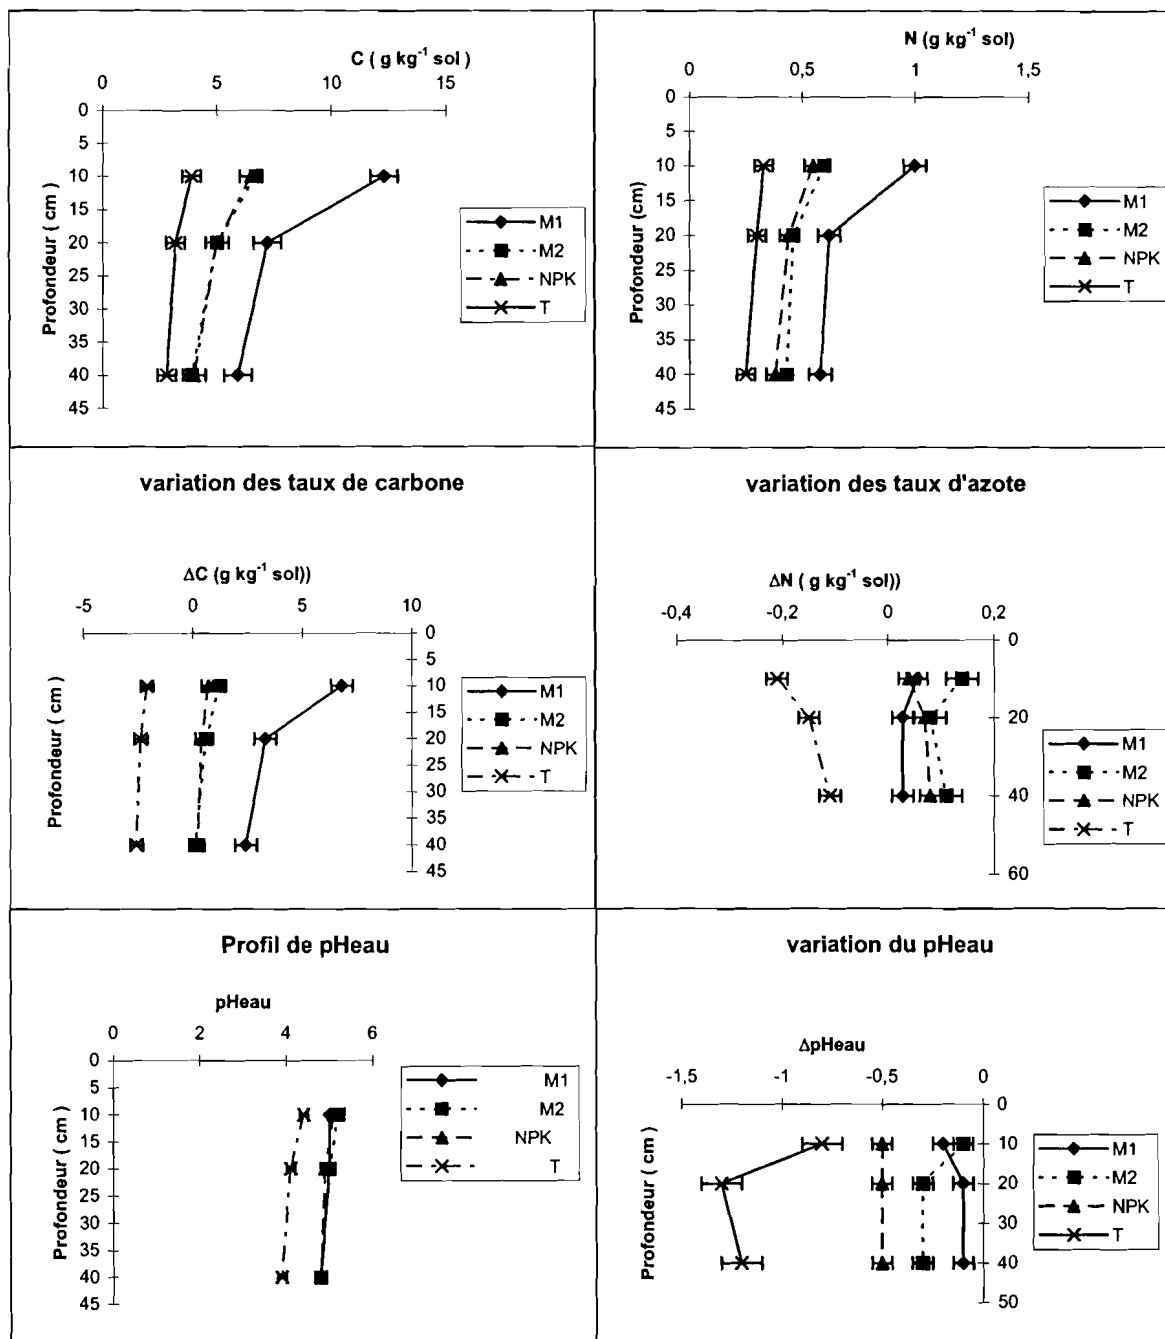 C ( g kg⁻¹ sol )
0 5 10 15
0
5
10
15
20
25
30
35
40
45
Profondeur ( cm )
M1
M2
NPK
T
N (g kg⁻¹ sol)
0 0,5 1 1,5
0
10
20
30
40
50
Profondeur (cm)
M1
M2
NPK
T
variation des taux de carbone
ΔC (g kg⁻¹ sol))
-5 0 5 10
0
5
10
15
20
25
30
35
40
45
Profondeur ( cm )
M1
M2
NPK
T
variation des taux d'azote
ΔN ( g kg⁻¹ sol))
-0,4 -0,2 0 0,2
0
20
40
60
M1
M2
NPK
T
Profil de pHeau
pHeau
0 2 4 6
0
5
10
15
20
25
30
35
40
45
Profondeur ( cm )
M1
M2
NPK
T
variation du pHeau
ΔpHeau
-1,5 -1 -0,5 0
0
10
20
30
40
50
Profondeur ( cm )
M1
M2
NPK
T